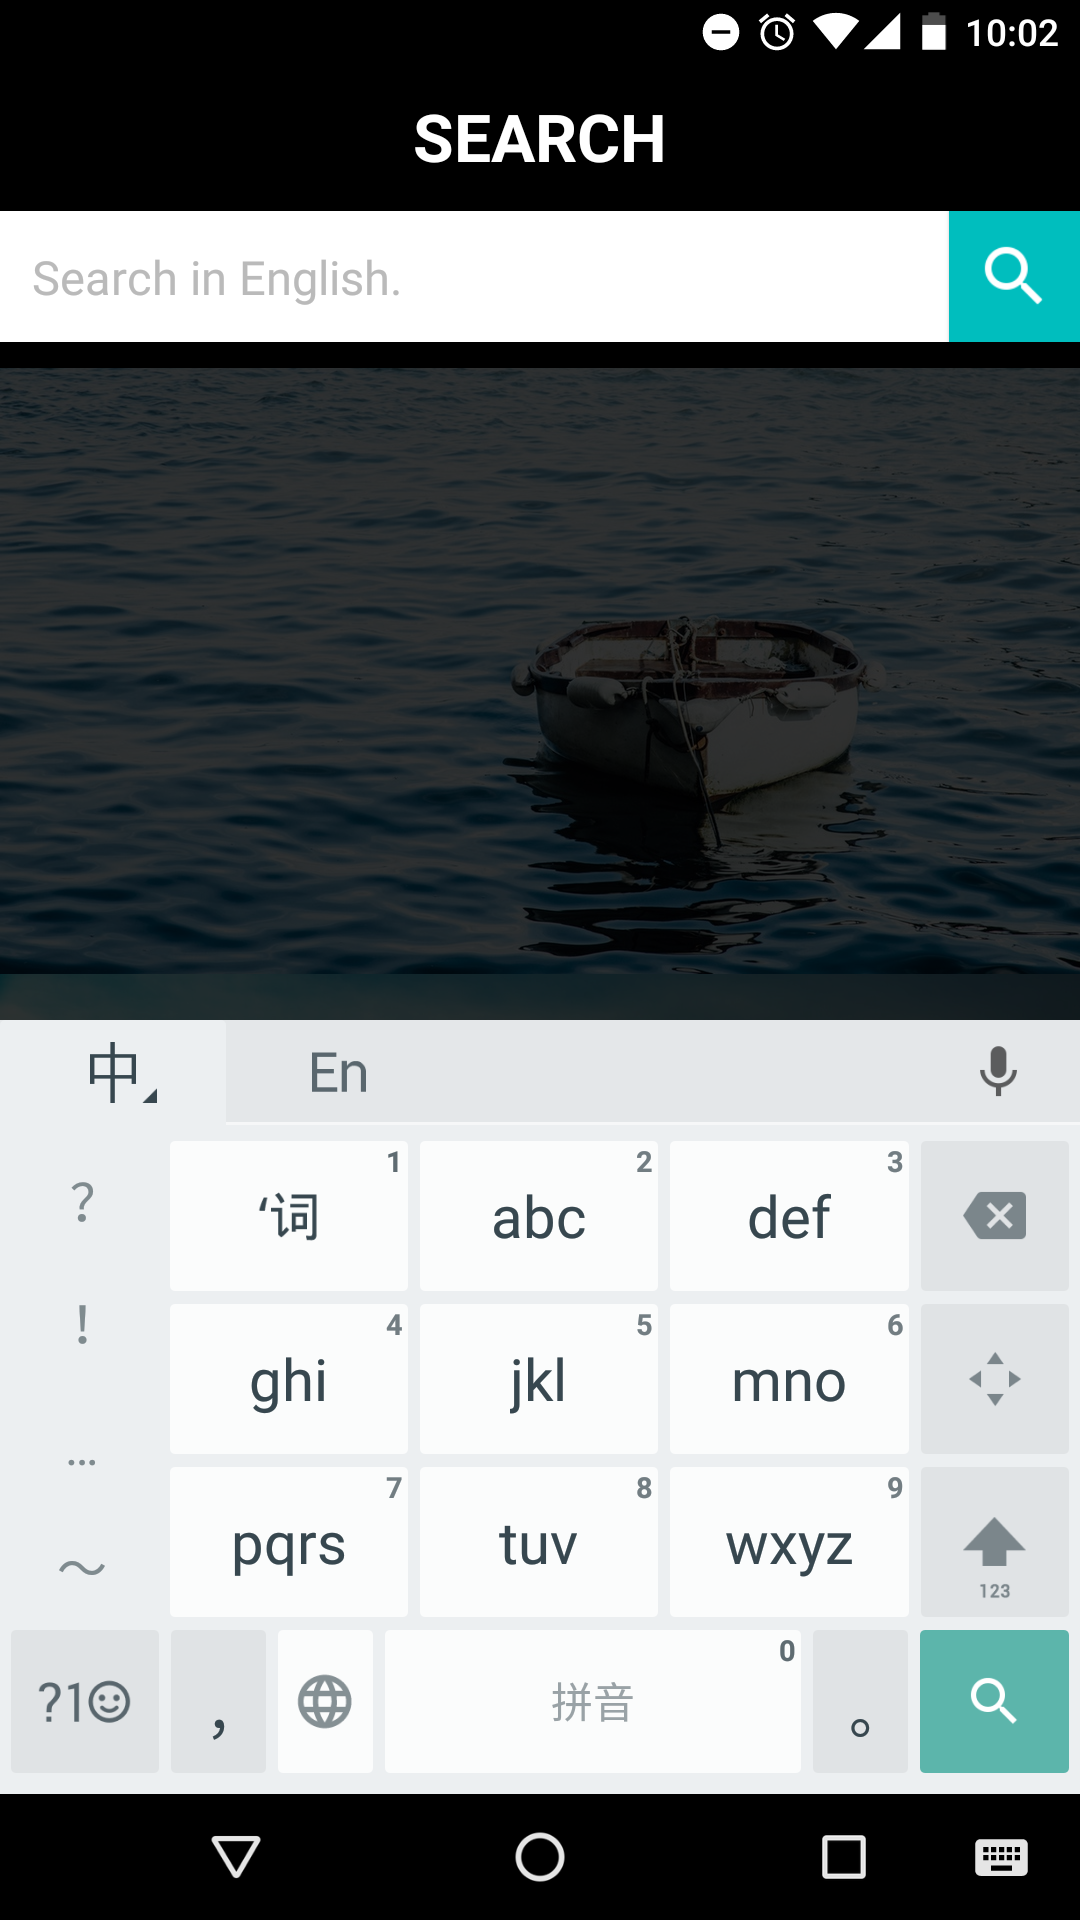 10:02
SEARCH
Search in English.
中 En
?
!
…
～
‘词 1
abc 2
def 3
ghi 4
jkl 5
mno 6
pqrs 7
tuv 8
wxyz 9
123
?1☺
，
拼音 0
。